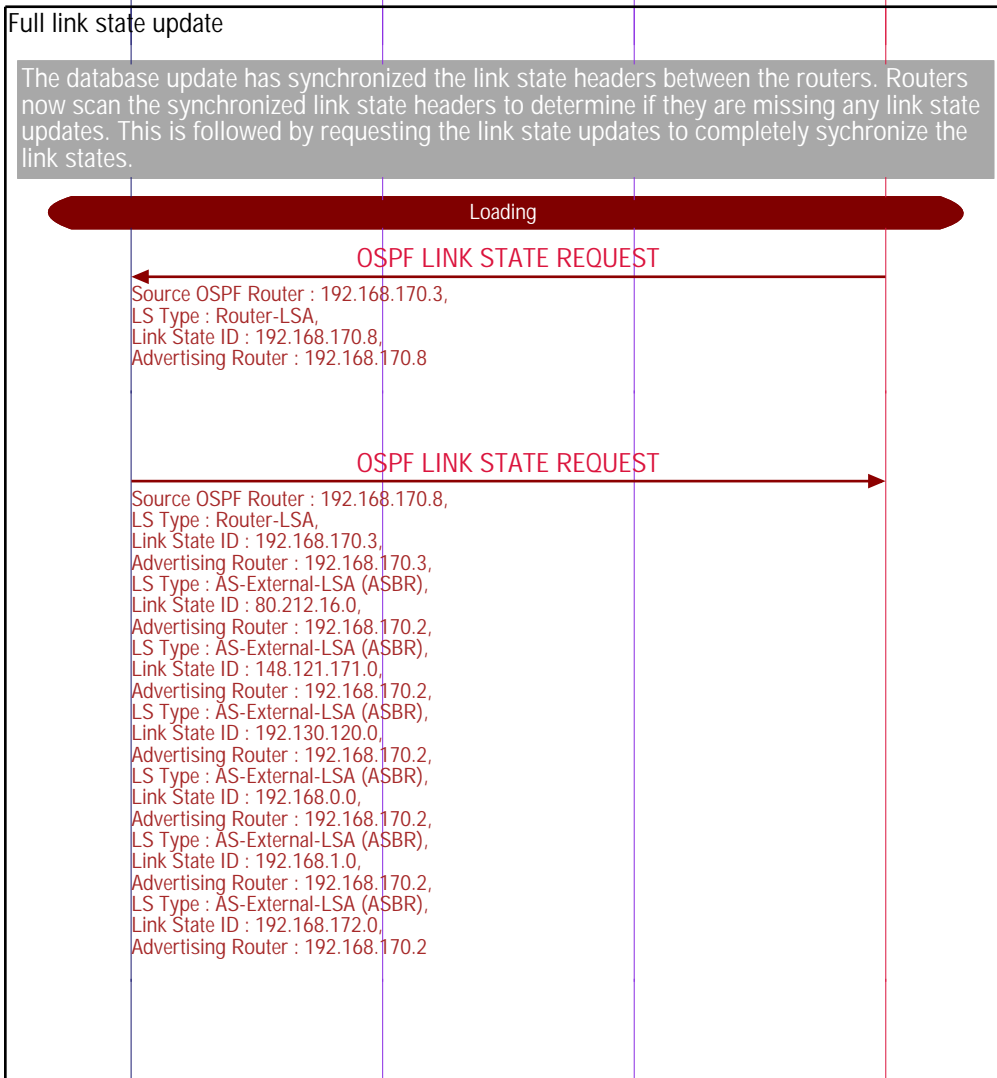 Full link state update
The database update has synchronized the link state headers between the routers. Routers
now scan the synchronized link state headers to determine if they are missing any link state
updates. This is followed by requesting the link state updates to completely sychronize the
link states.
Loading
OSPF LINK STATE REQUEST
Source OSPF Router : 192.168.170.3,
LS Type : Router-LSA,
Link State ID : 192.168.170.8,
Advertising Router : 192.168.170.8
OSPF LINK STATE REQUEST
Source OSPF Router : 192.168.170.8,
LS Type : Router-LSA,
Link State ID : 192.168.170.3,
Advertising Router : 192.168.170.3,
LS Type : AS-External-LSA (ASBR),
Link State ID : 80.212.16.0,
Advertising Router : 192.168.170.2,
LS Type : AS-External-LSA (ASBR),
Link State ID : 148.121.171.0,
Advertising Router : 192.168.170.2,
LS Type : AS-External-LSA (ASBR),
Link State ID : 192.130.120.0,
Advertising Router : 192.168.170.2,
LS Type : AS-External-LSA (ASBR),
Link State ID : 192.168.0.0,
Advertising Router : 192.168.170.2,
LS Type : AS-External-LSA (ASBR),
Link State ID : 192.168.1.0,
Advertising Router : 192.168.170.2,
LS Type : AS-External-LSA (ASBR),
Link State ID : 192.168.172.0,
Advertising Router : 192.168.170.2